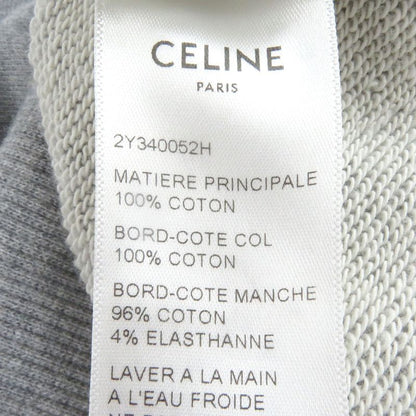 CELINE
PARIS
2Y340052H
MATIERE PRINCIPALE
100% COTON
BORD-COTE COL
100% COTON
BORD-COTE MANCHE
96% COTON
4% ELASTHANNE
LAVER A LA MAIN
A L'EAU FROIDE